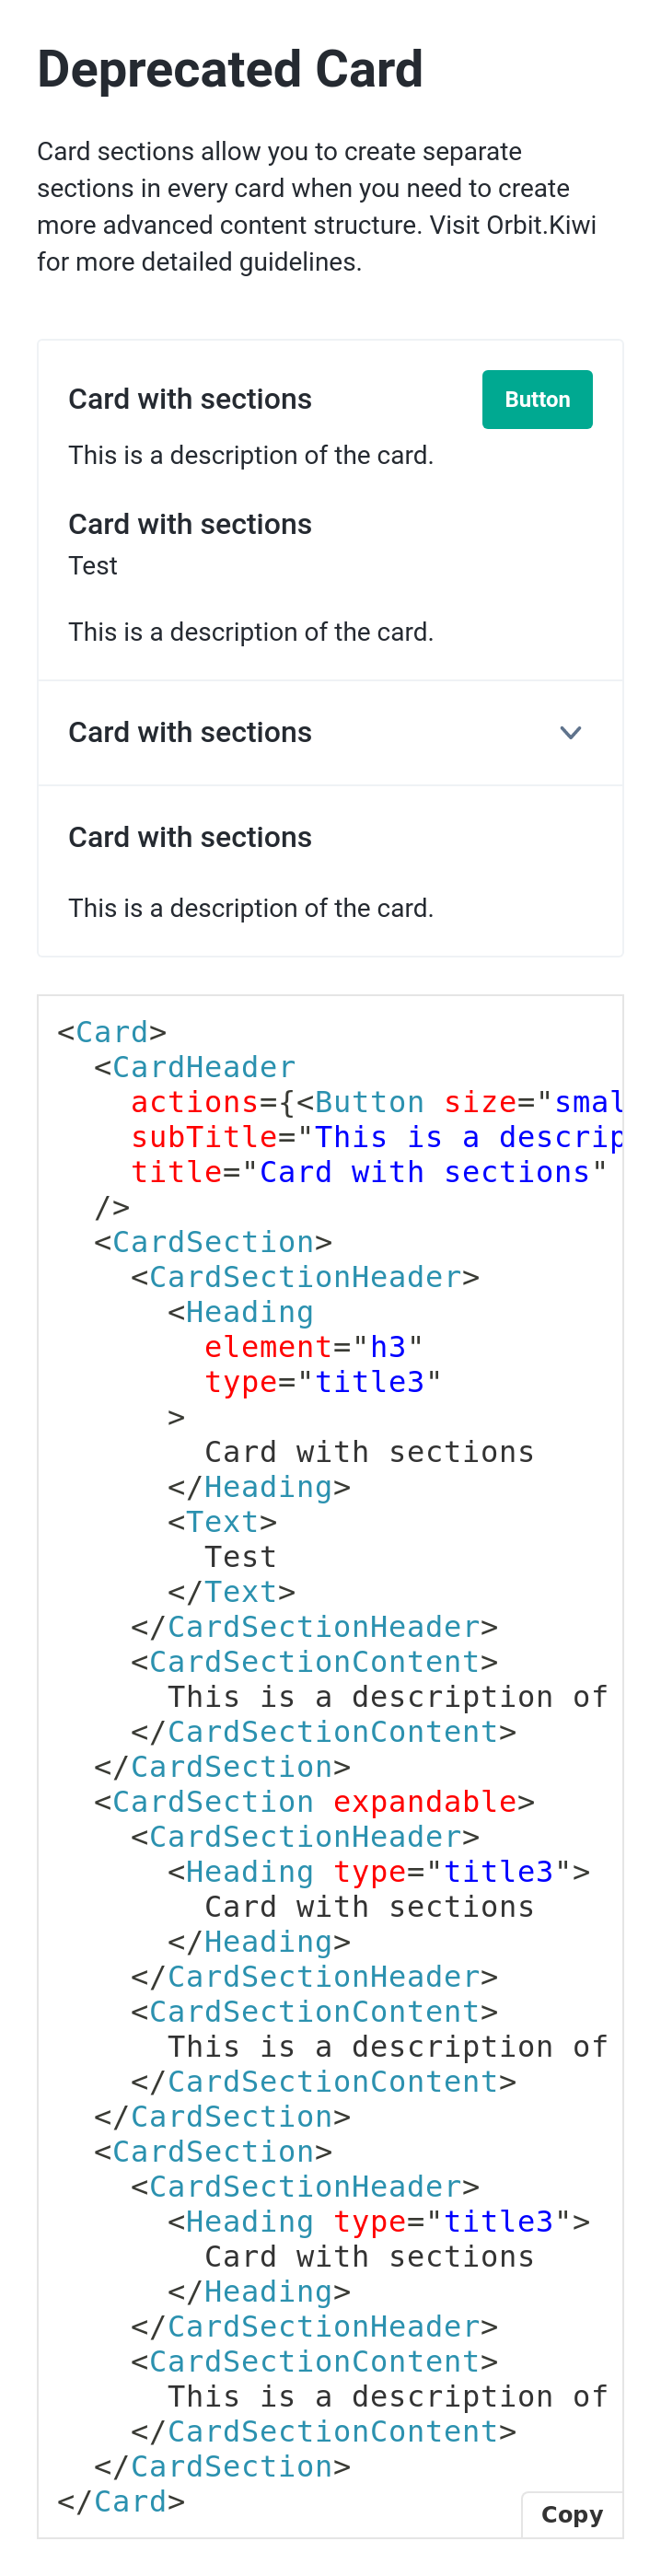 Deprecated Card
Card sections allow you to create separate
sections in every card when you need to create
more advanced content structure. Visit Orbit.Kiwi
for more detailed guidelines.
Card with sections
Button
This is a description of the card.
Card with sections
Test
This is a description of the card.
Card with sections
Card with sections
This is a description of the card.
<Card>
  <CardHeader
    actions={<Button size="smal
    subTitle="This is a descrip
    title="Card with sections"
  />
  <CardSection>
    <CardSectionHeader>
      <Heading
        element="h3"
        type="title3"
      >
        Card with sections
      </Heading>
      <Text>
        Test
      </Text>
    </CardSectionHeader>
    <CardSectionContent>
      This is a description of
    </CardSectionContent>
  </CardSection>
  <CardSection expandable>
    <CardSectionHeader>
      <Heading type="title3">
        Card with sections
      </Heading>
    </CardSectionHeader>
    <CardSectionContent>
      This is a description of
    </CardSectionContent>
  </CardSection>
  <CardSection>
    <CardSectionHeader>
      <Heading type="title3">
        Card with sections
      </Heading>
    </CardSectionHeader>
    <CardSectionContent>
      This is a description of
    </CardSectionContent>
  </CardSection>
</Card>
Copy